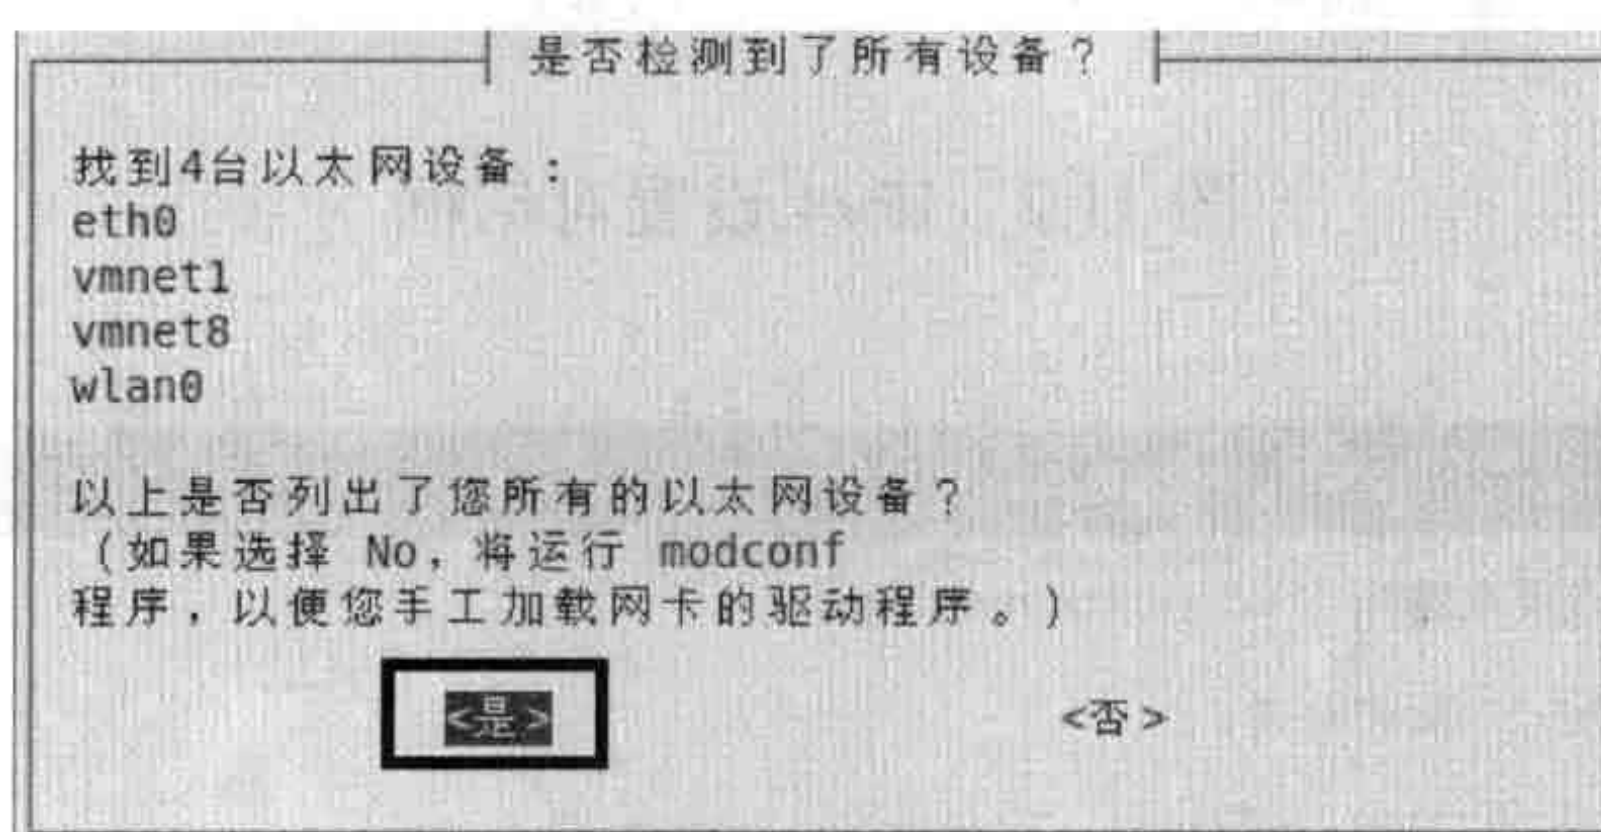 是否检测到了所有设备？
找到4台以太网设备：
eth0
vmnet1
vmnet8
wlan0
以上是否列出了您所有的以太网设备？
（如果选择 No，将运行 modconf
程序，以便您手工加载网卡的驱动程序。）
<是> <否>